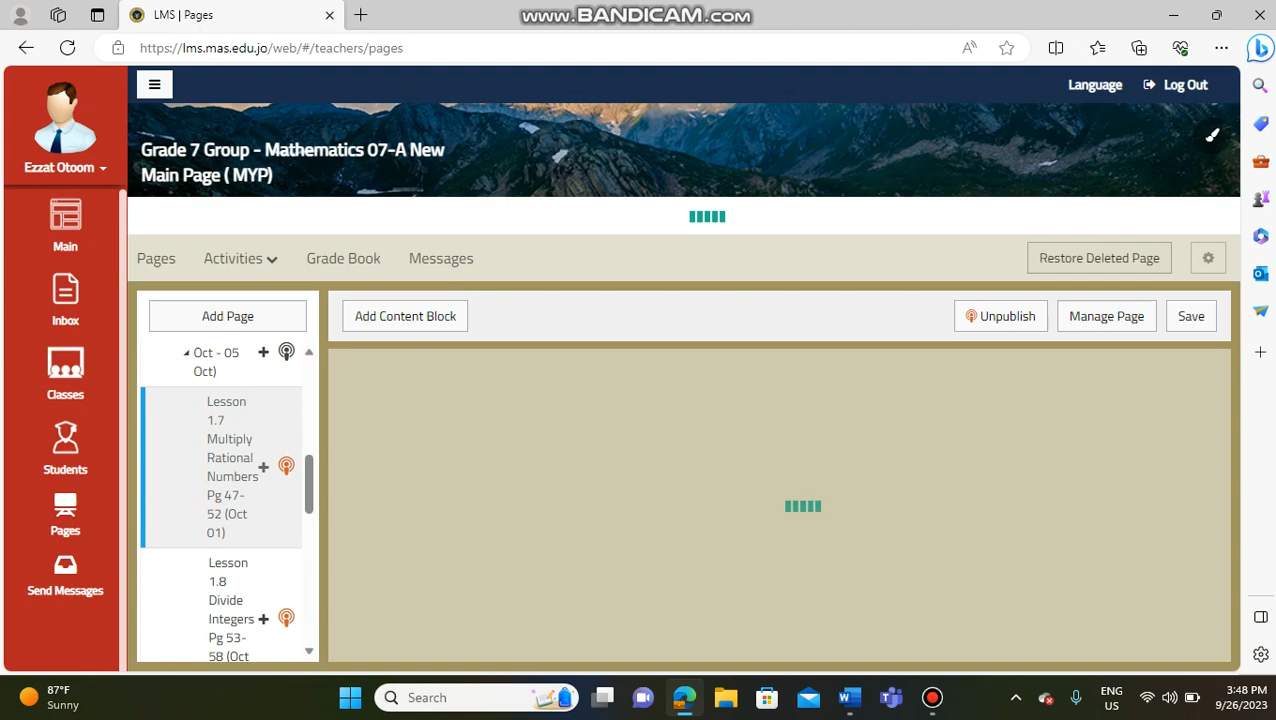 LMS | Pages
www.BANDICAM.com
https://lms.mas.edu.jo/web/#/teachers/pages
Language
Log Out
Grade 7 Group - Mathematics 07-A New
Main Page ( MYP)
Ezzat Otoom
Main
Inbox
Classes
Students
Pages
Send Messages
Pages
Activities
Grade Book
Messages
Restore Deleted Page
Add Page
Add Content Block
Unpublish
Manage Page
Save
Oct - 05
Oct)
Lesson
1.7
Multiply
Rational
Numbers
Pg 47-
52 (Oct
01)
Lesson
1.8
Divide
Integers
Pg 53-
58 (Oct
87°F
Sunny
Search
ENG
US
3:48 PM
9/26/2023